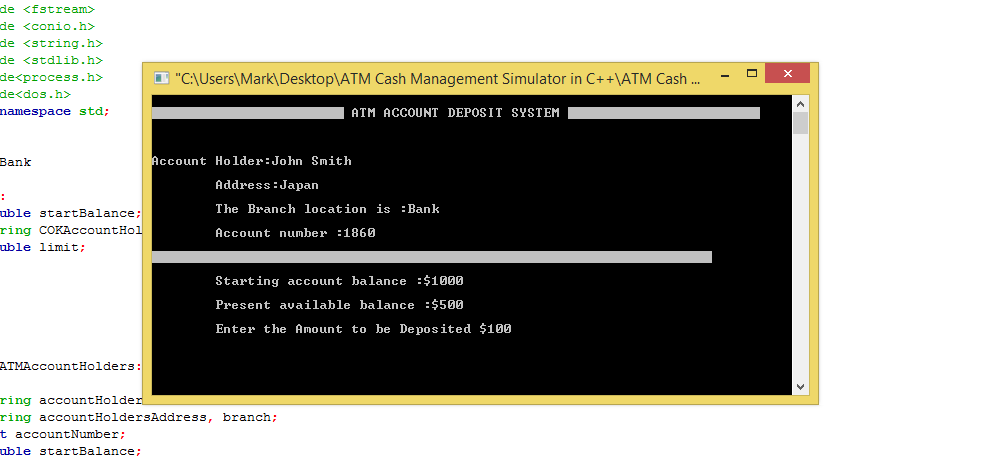 de <fstream>
de <conio.h>
de <string.h>
de <stdlib.h>
de<process.h>
de<dos.h>
namespace std;
Bank
:
uble startBalance;
ring COKAccountHol
uble limit;
ATMAccountHolders:
ring accountHolder
ring accountHoldersAddress, branch;
t accountNumber;
uble startBalance;
"C:\Users\Mark\Desktop\ATM Cash Management Simulator in C++\ATM Cash ...
ATM ACCOUNT DEPOSIT SYSTEM
Account Holder:John Smith
Address:Japan
The Branch location is :Bank
Account number :1860
Starting account balance :$1000
Present available balance :$500
Enter the Amount to be Deposited $100